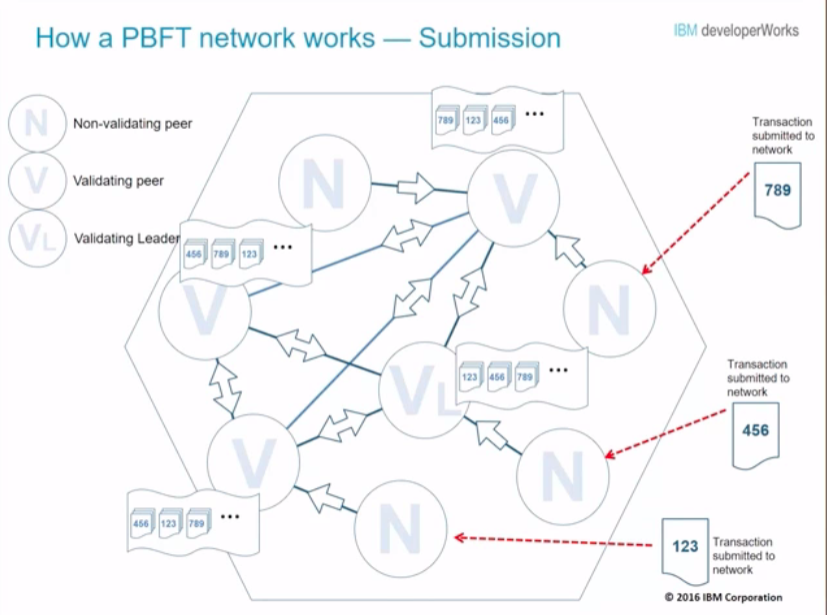 How a PBFT network works — Submission
IBM developerWorks
N Non-validating peer
V Validating peer
VL Validating Leader
789 123 456 ...
N
V
Transaction
submitted to
network
789
456 789 123 ...
V
N
VL
123 456 789 ...
Transaction
submitted to
network
456
V
N
456 123 789 ...
N
123
Transaction
submitted to
network
© 2016 IBM Corporation